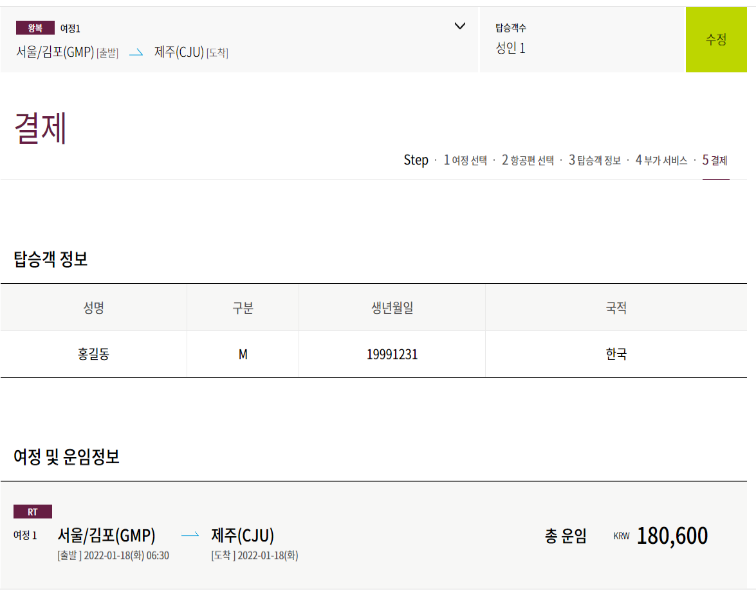 왕복 여정1
서울/김포(GMP) [출발] → 제주(CJU) [도착]
탑승객수
성인 1
수정
결제
Step · 1 여정 선택 · 2 항공편 선택 · 3 탑승객 정보 · 4 부가 서비스 · 5 결제
탑승객 정보
성명 구분 생년월일 국적
홍길동 M 19991231 한국
여정 및 운임정보
RT
여정 1 서울/김포(GMP) → 제주(CJU) 총 운임 KRW 180,600
[출발 ] 2022-01-18(화) 06:30 [도착 ] 2022-01-18(화)